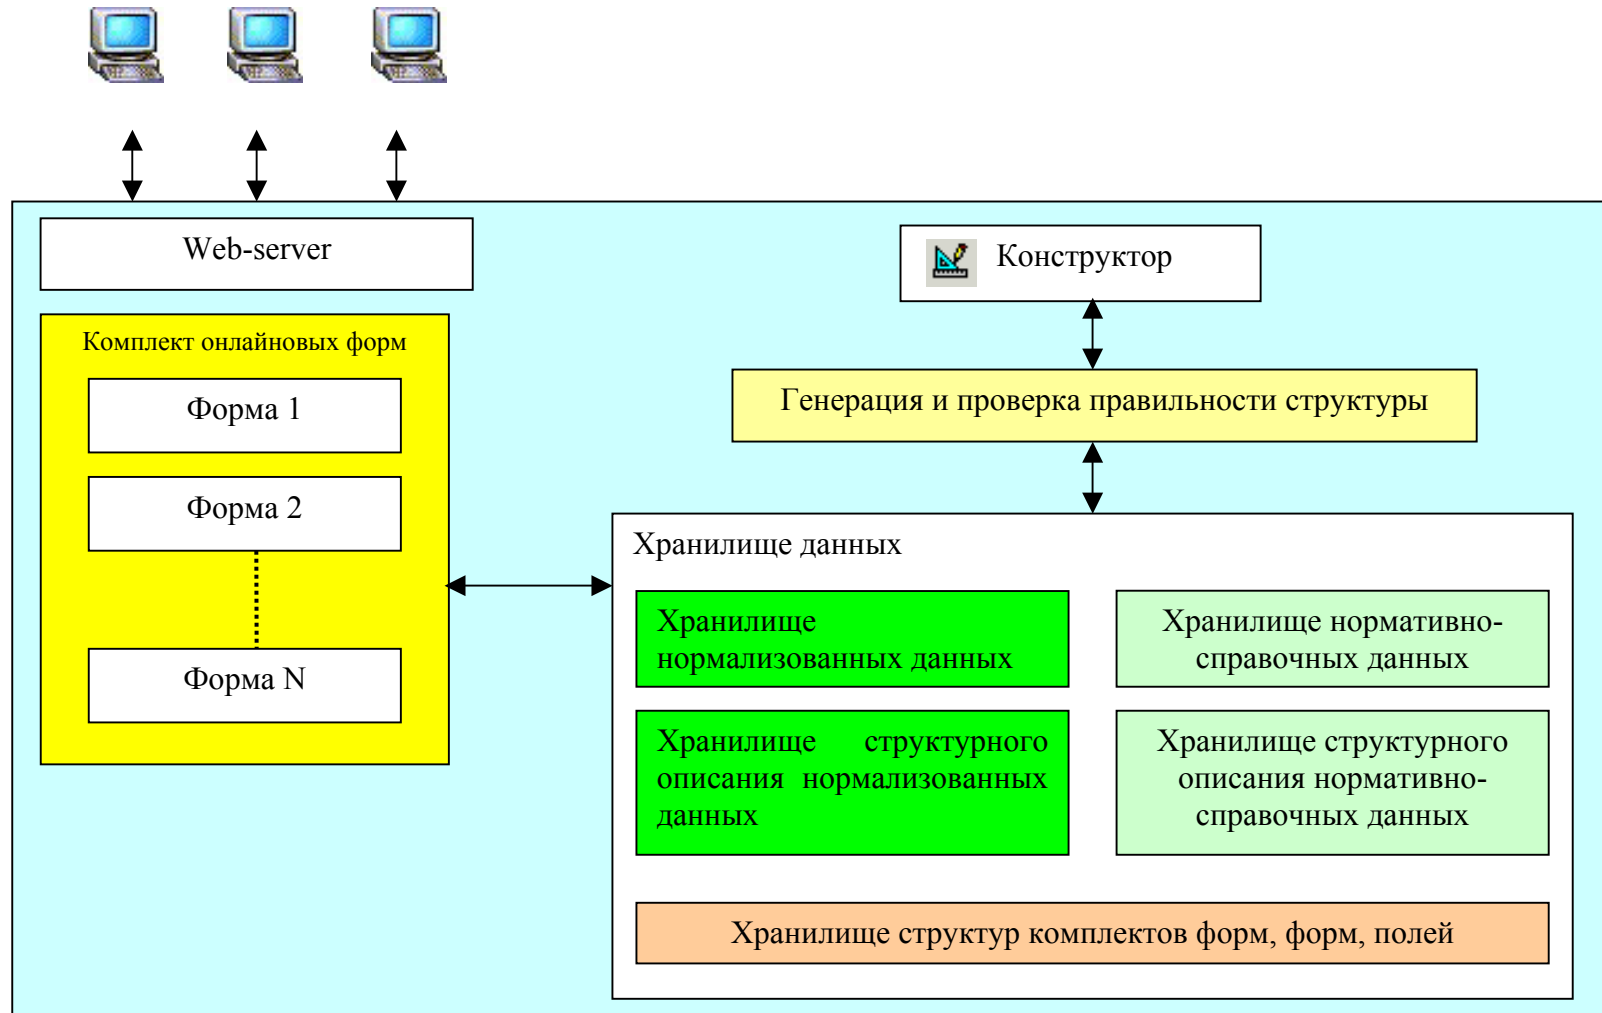 Web-server
Конструктор
Комплект онлайновых форм
Форма 1
Форма 2
Форма N
Генерация и проверка правильности структуры
Хранилище данных
Хранилище
нормализованных данных
Хранилище нормативно-
справочных данных
Хранилище структурного
описания нормализованных
данных
Хранилище структурного
описания нормативно-
справочных данных
Хранилище структур комплектов форм, форм, полей